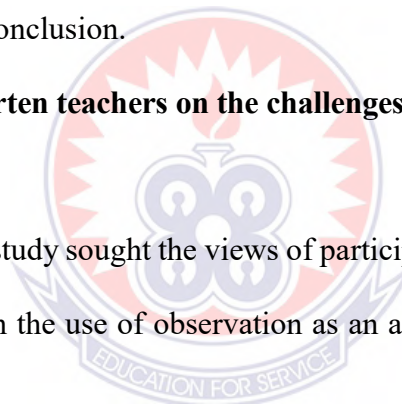 onclusion.
rten teachers on the challenges
study sought the views of particip
n the use of observation as an a
EDUCATION FOR SERVICE